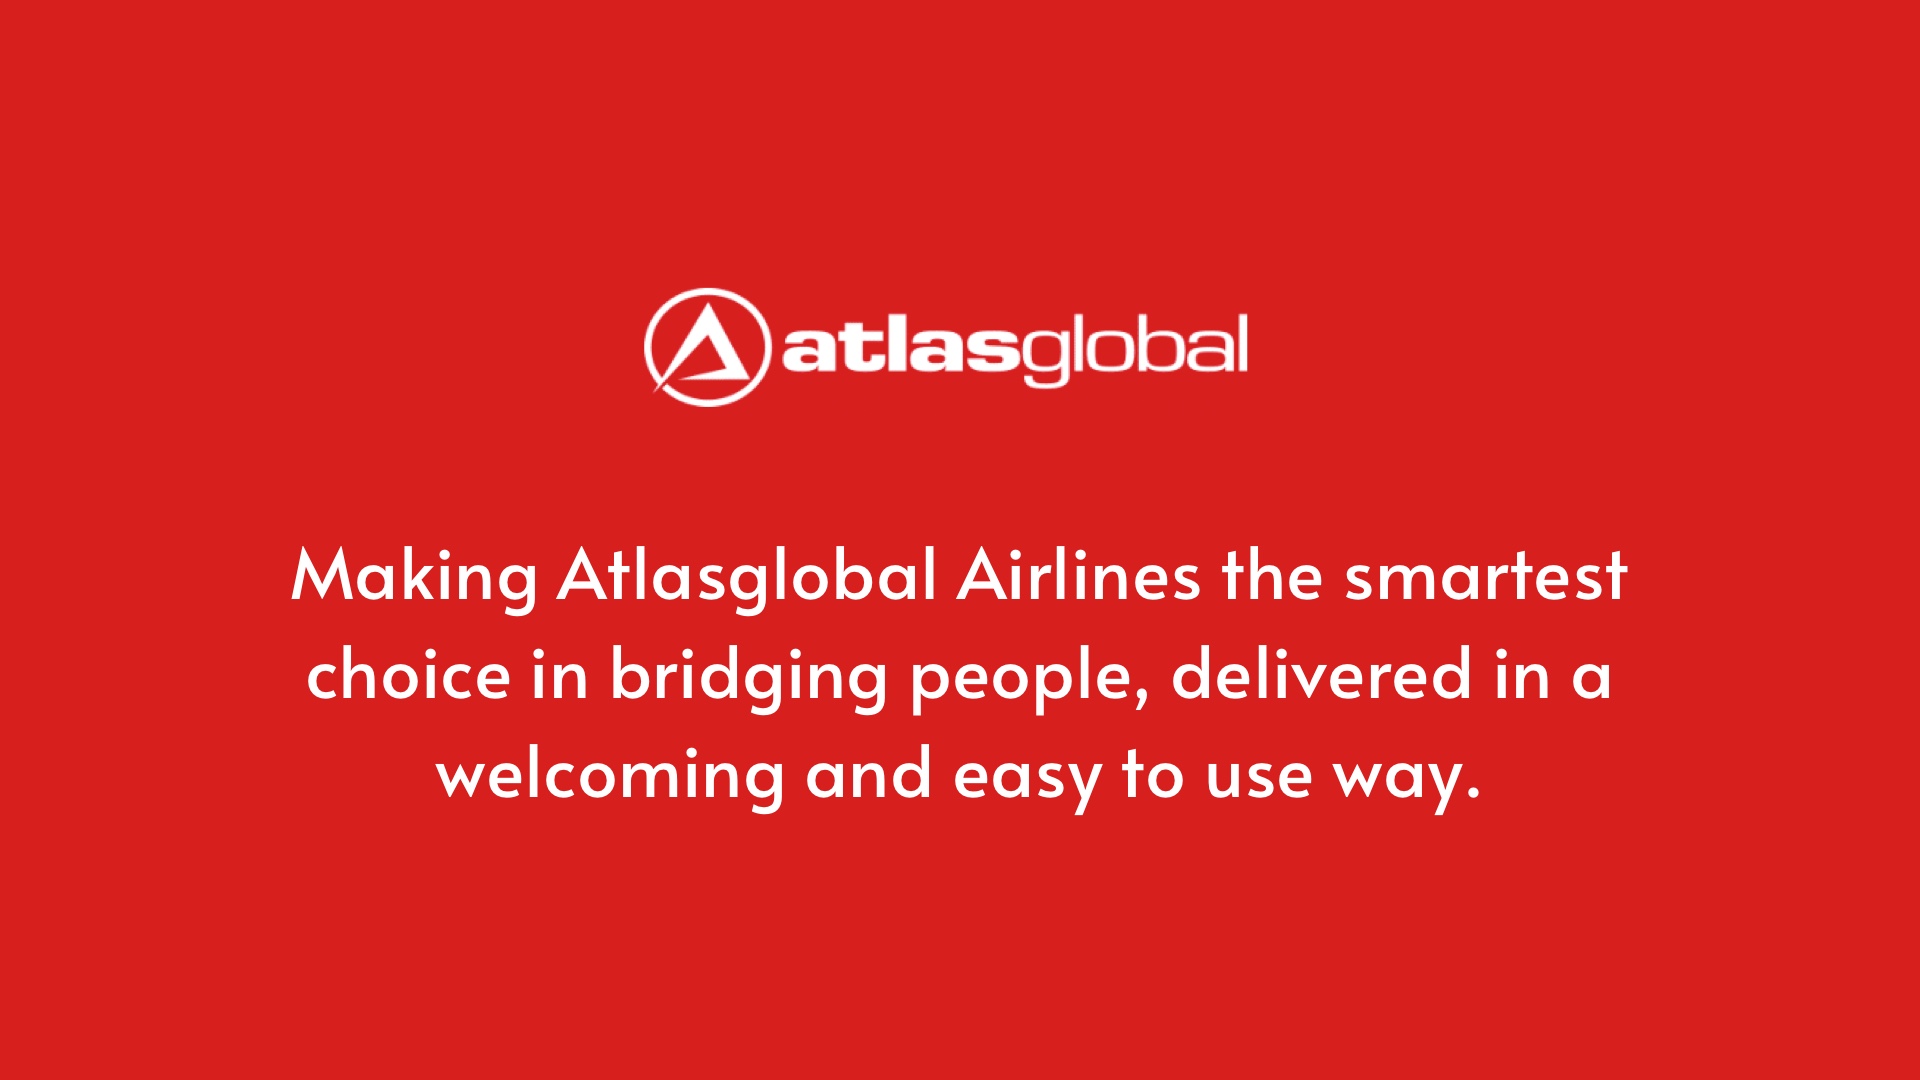 atlasglobal
Making Atlasglobal Airlines the smartest
choice in bridging people, delivered in a
welcoming and easy to use way.